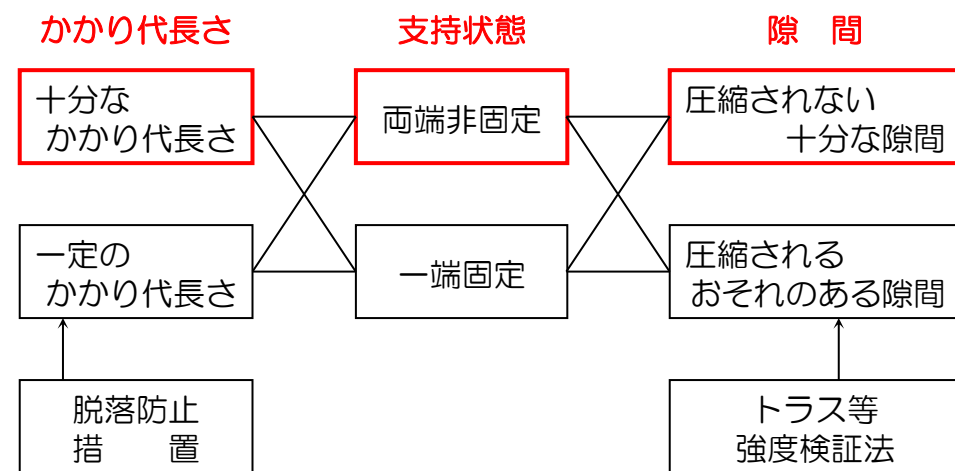 かかり代長さ
支持状態
隙　間
十分な
かかり代長さ
両端非固定
圧縮されない
十分な隙間
一定の
かかり代長さ
一端固定
圧縮される
おそれのある隙間
脱落防止
措　　置
トラス等
強度検証法